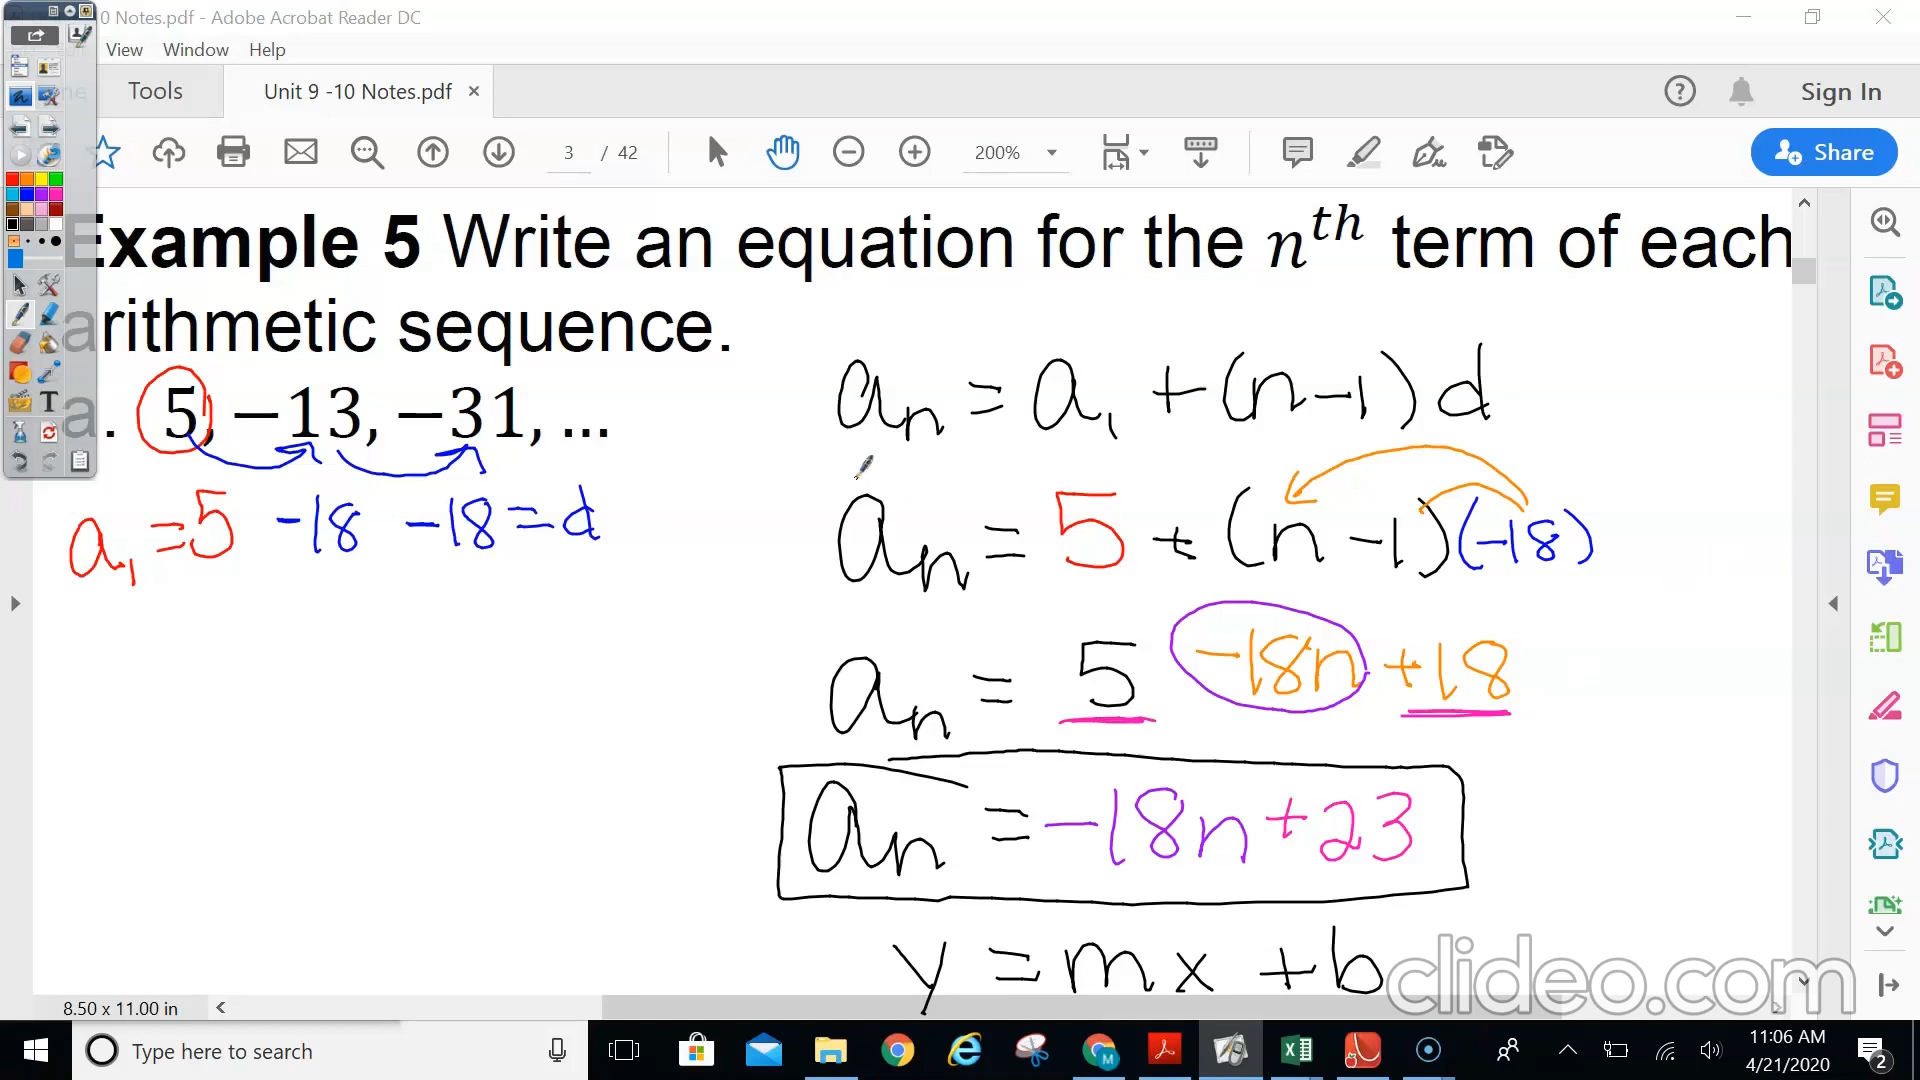 0 Notes.pdf - Adobe Acrobat Reader DC
View Window Help
Tools Unit 9 -10 Notes.pdf × Sign In
3 / 42 200% Share
Example 5 Write an equation for the nᵗʰ term of each
arithmetic sequence.
a. 5, −13, −31, ...
a₁ = 5 -18 -18 = d
aₙ = a₁ + (n-1) d
aₙ = 5 + (n-1)(-18)
aₙ = 5 -18n +18
aₙ = -18n + 23
y = mx + b
clideo.com
8.50 x 11.00 in
Type here to search
11:06 AM
4/21/2020
2